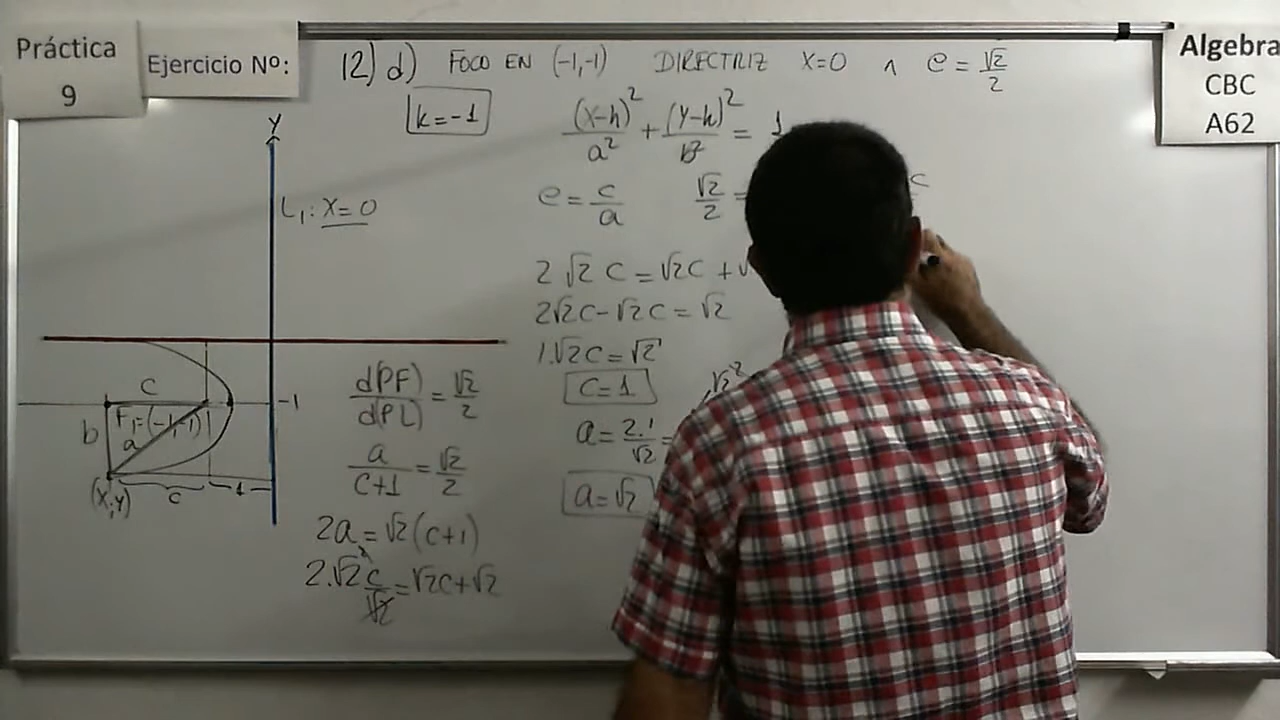 Práctica
9
Ejercicio Nº:
12) d) FOCO EN (-1,-1) DIRECTRIZ X=0 ∧ e = √2/2
Algebra
CBC
A62
k=-1
(X-h)²/a² + (Y-k)²/b² = 1
e = c/a √2/2 =
c
Y
L₁: X=0
2√2 c = √2c + √
2√2c-√2c = √2
1.√2c = √2
c=1
a = 2.1/√2 =
√2²
a = √2
c
-1
b
F₁=(-1,-1)
a
(X,Y)
c
1
d(PF)/d(PL) = √2/2
a/c+1 = √2/2
2a = √2(c+1)
2.√2² c/√2 = √2c+√2